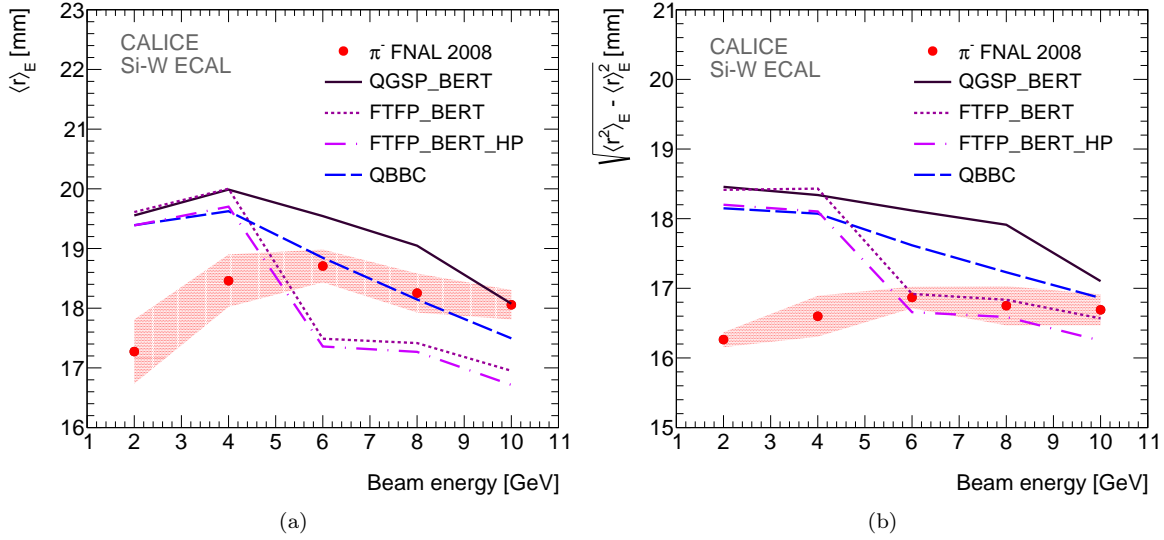 ⟨r⟩_E [mm]
23
22
21
20
19
18
17
16
CALICE
Si-W ECAL
π⁻ FNAL 2008
QGSP_BERT
FTFP_BERT
FTFP_BERT_HP
QBBC
1 2 3 4 5 6 7 8 9 10 11
Beam energy [GeV]
(a)
√⟨r²⟩_E - ⟨r⟩²_E [mm]
21
20
19
18
17
16
15
CALICE
Si-W ECAL
π⁻ FNAL 2008
QGSP_BERT
FTFP_BERT
FTFP_BERT_HP
QBBC
1 2 3 4 5 6 7 8 9 10 11
Beam energy [GeV]
(b)